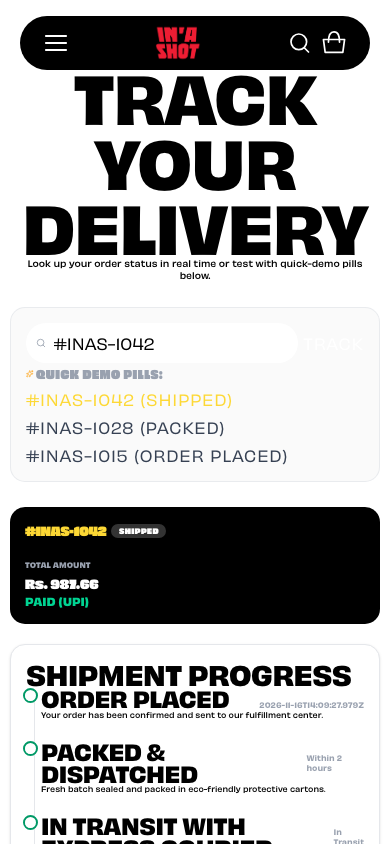 IN'A
SHOT
TRACK
YOUR
DELIVERY
Look up your order status in real time or test with quick-demo pills
below.
#INAS-1042
TRACK
QUICK DEMO PILLS:
#INAS-1042 (SHIPPED)
#INAS-1028 (PACKED)
#INAS-1015 (ORDER PLACED)
#INAS-1042 SHIPPED
TOTAL AMOUNT
Rs. 987.66
PAID (UPI)
SHIPMENT PROGRESS
ORDER PLACED 2026-11-16T14:09:27.979Z
Your order has been confirmed and sent to our fulfillment center.
PACKED &
DISPATCHED
Within 2
hours
Fresh batch sealed and packed in eco-friendly protective cartons.
IN TRANSIT WITH
EXPRESS COURIER
In
Transit